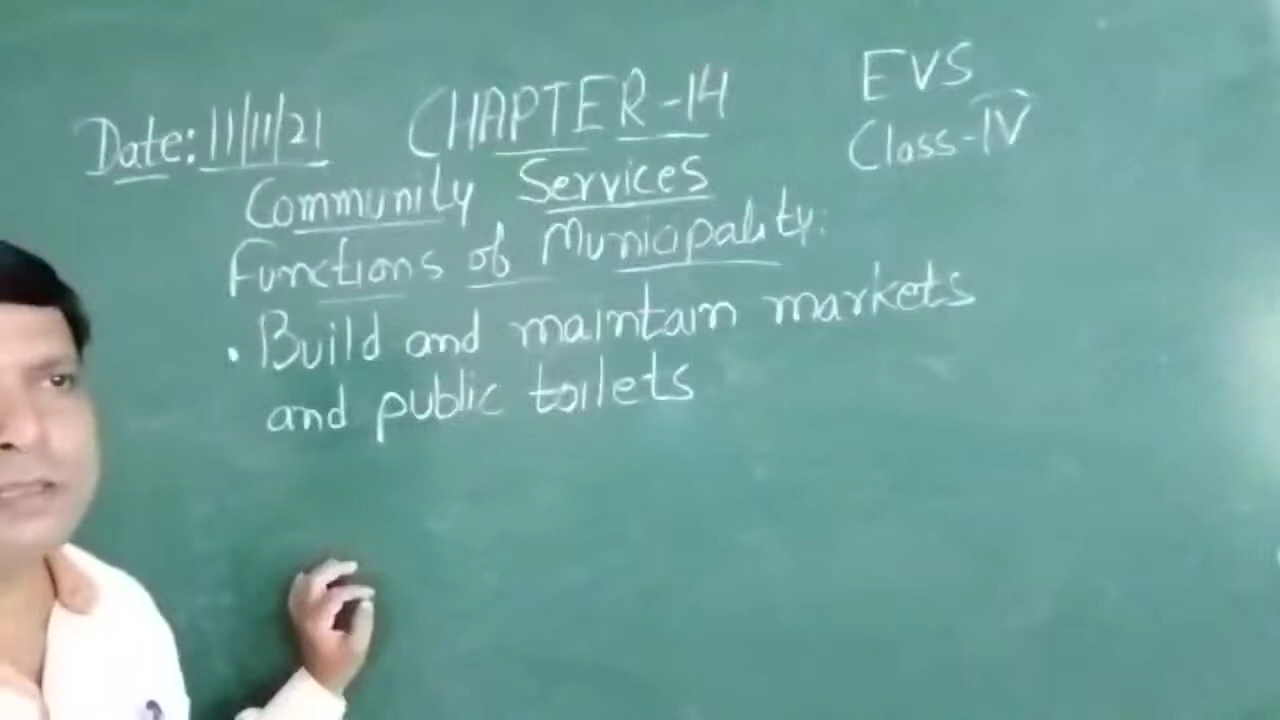 Date: 11/11/21 CHAPTER-14 EVS
Class-IV
Community Services
Functions of Municipality:
• Build and maintain markets
and public toilets